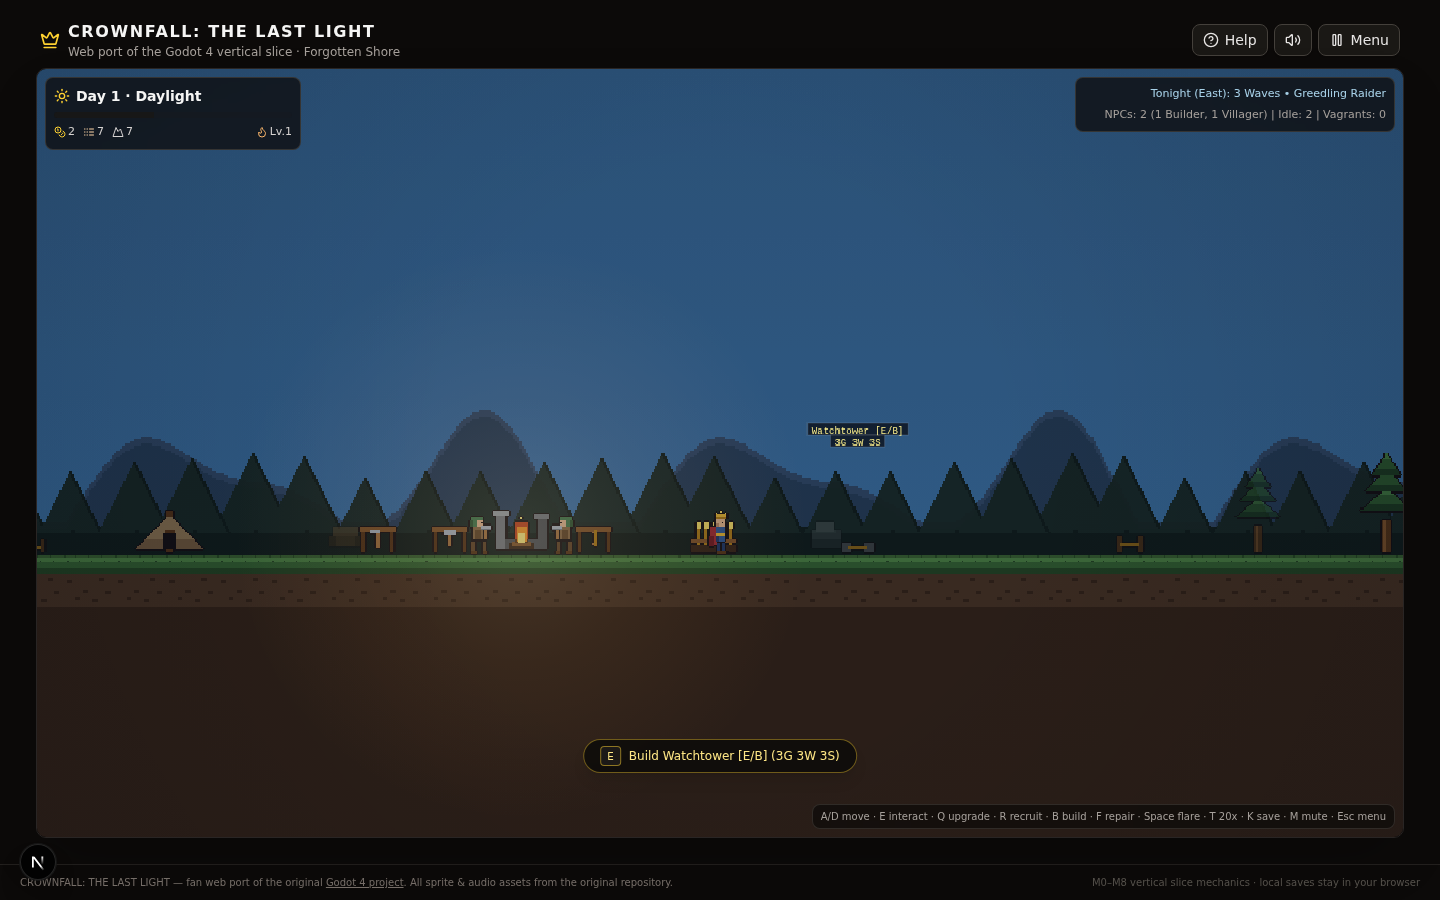 CROWNFALL: THE LAST LIGHT
Web port of the Godot 4 vertical slice · Forgotten Shore
Help
Menu
Day 1 · Daylight
2 7 7 Lv.1
Tonight (East): 3 Waves • Greedling Raider
NPCs: 2 (1 Builder, 1 Villager) | Idle: 2 | Vagrants: 0
Watchtower [E/B]
3G 3W 3S
E Build Watchtower [E/B] (3G 3W 3S)
A/D move · E interact · Q upgrade · R recruit · B build · F repair · Space flare · T 20x · K save · M mute · Esc menu
N
CROWNFALL: THE LAST LIGHT — fan web port of the original Godot 4 project. All sprite & audio assets from the original repository.
M0–M8 vertical slice mechanics · local saves stay in your browser